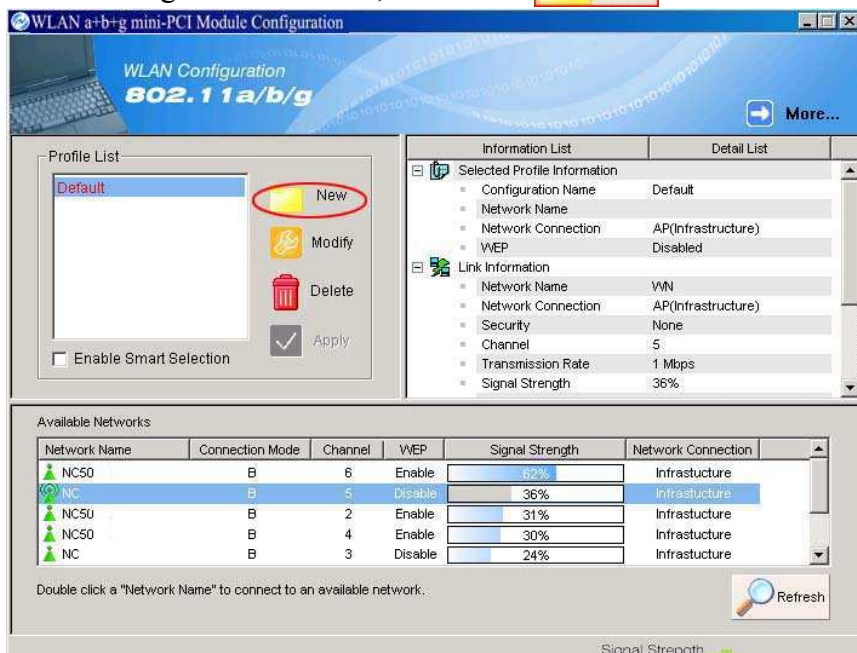 WLAN a+b+g mini-PCI Module Configuration
WLAN Configuration
802.11a/b/g
More...
Profile List
Default
New
Modify
Delete
Apply
Enable Smart Selection
Information List Detail List
Selected Profile Information
Configuration Name Default
Network Name
Network Connection AP(Infrastructure)
WEP Disabled
Link Information
Network Name WN
Network Connection AP(Infrastructure)
Security None
Channel 5
Transmission Rate 1 Mbps
Signal Strength 36%
Available Networks
Network Name Connection Mode Channel WEP Signal Strength Network Connection
NC50 B 6 Enable 62% Infrastucture
NC B 5 Disable 36% Infrastucture
NC50 B 2 Enable 31% Infrastucture
NC50 B 4 Enable 30% Infrastucture
NC B 3 Disable 24% Infrastucture
Double click a "Network Name" to connect to an available network.
Refresh
Signal Strength